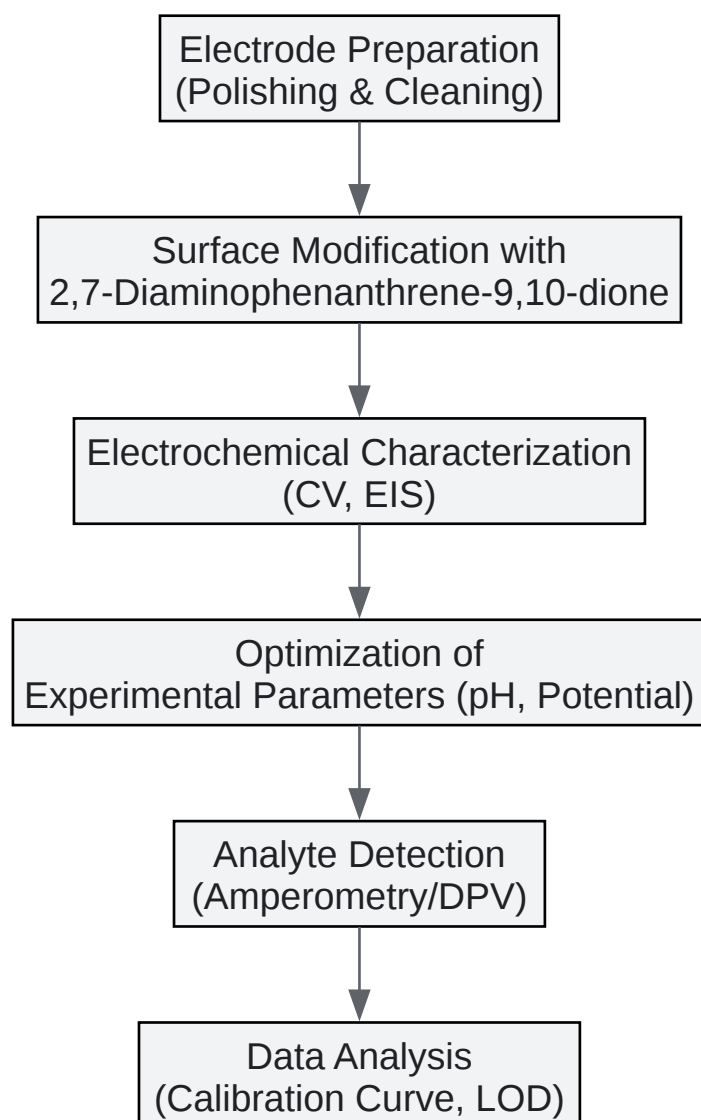 Electrode Preparation
(Polishing & Cleaning)
Surface Modification with
2,7-Diaminophenanthrene-9,10-dione
Electrochemical Characterization
(CV, EIS)
Optimization of
Experimental Parameters (pH, Potential)
Analyte Detection
(Amperometry/DPV)
Data Analysis
(Calibration Curve, LOD)